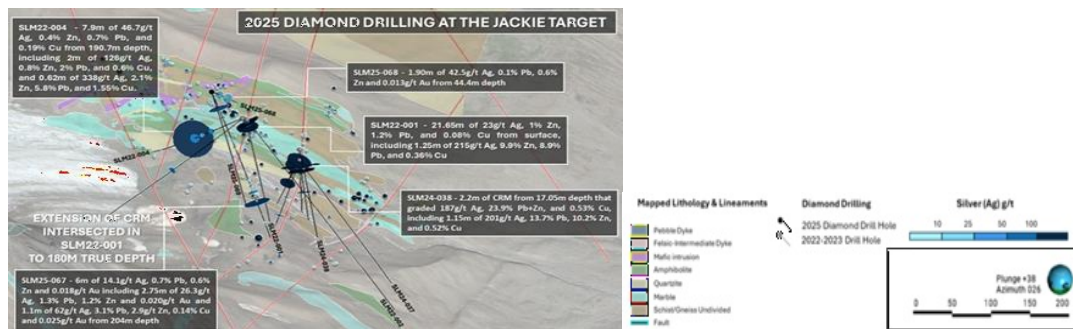 2025 DIAMOND DRILLING AT THE JACKIE TARGET
SLM22-004 - 7.9m of 46.7g/t Ag,
0.4% Zn, 0.7% Pb, and
0.19% Cu from 190.7m depth,
including 2m of 126g/t Ag,
0.8% Zn, 2% Pb, and 0.6% Cu,
and 0.62m of 338g/t Ag, 2.1%
Zn, 5.8% Pb, and 1.55% Cu.
SLM25-068 - 1.90m of 42.5g/t Ag, 0.1% Pb, 0.6%
Zn and 0.013g/t Au from 44.4m depth
SLM22-001 - 21.65m of 23g/t Ag, 1% Zn,
1.2% Pb, and 0.08% Cu from surface,
including 1.25m of 215g/t Ag, 9.9% Zn, 8.9%
Pb, and 0.36% Cu
SLM24-038 - 2.2m of CRM from 17.05m depth that
graded 187g/t Ag, 23.9% Pb+Zn, and 0.53% Cu,
including 1.15m of 201g/t Ag, 13.7% Pb, 10.2% Zn,
and 0.52% Cu
EXTENSION OF CRM
INTERSECTED IN
SLM22-001
TO 180M TRUE DEPTH
SLM25-067 - 6m of 14.1g/t Ag, 0.7% Pb, 0.6%
Zn and 0.018g/t Au including 2.75m of 26.3g/t
Ag, 1.3% Pb, 1.2% Zn and 0.020g/t Au and
1.1m of 62g/t Ag, 3.1% Pb, 2.9g/t Zn, 0.14% Cu
and 0.025g/t Au from 204m depth
SLM25-068
SLM22-004
SLM22-001
SLM24-038
Mapped Lithology & Lineaments
Pebble Dyke
Felsic-Intermediate Dyke
Mafic intrusion
Amphibolite
Quartzite
Marble
Schist/Gneiss Undivided
Fault
Diamond Drilling
2025 Diamond Drill Hole
2022-2023 Drill Hole
Silver (Ag) g/t
10 25 50 100
Plunge +38
Azimuth 026
0 50 100 150 200